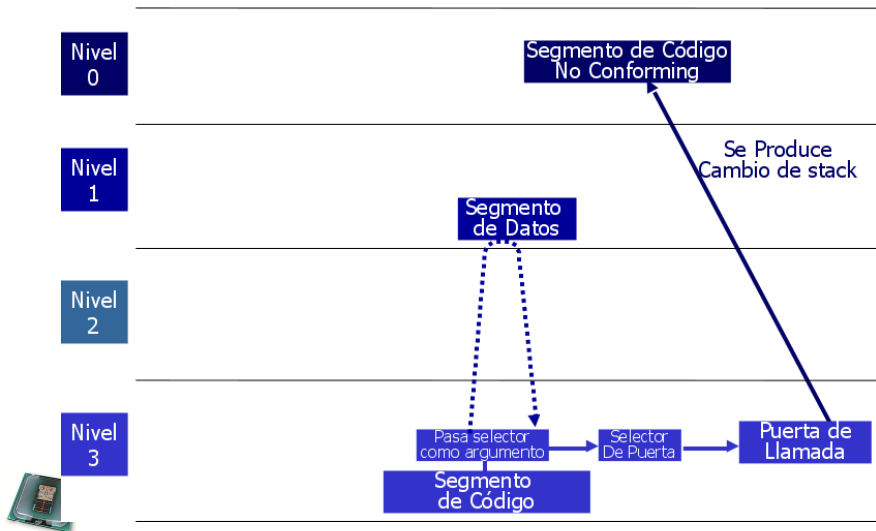 Nivel
0
Segmento de Código
No Conforming
Se Produce
Cambio de stack
Nivel
1
Segmento
de Datos
Nivel
2
Nivel
3
Pasa selector
como argumento
Selector
De Puerta
Puerta de
Llamada
Segmento
de Código